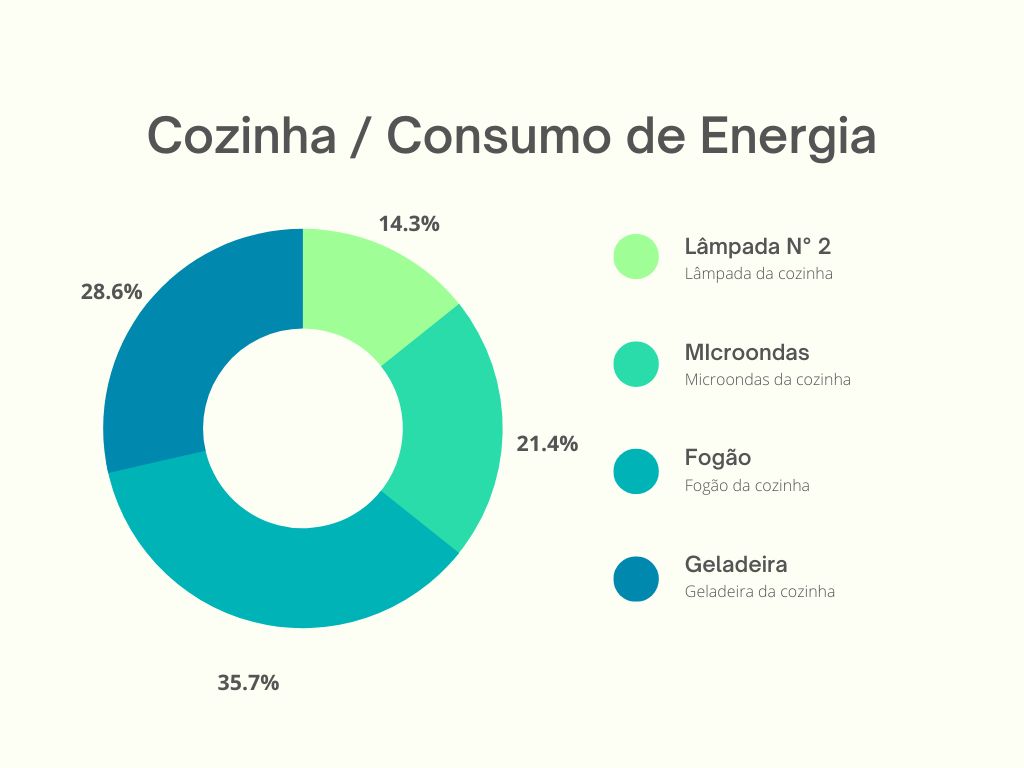 Cozinha / Consumo de Energia
14.3%
28.6%
21.4%
35.7%
Lâmpada N° 2
Lâmpada da cozinha
MIcroondas
Microondas da cozinha
Fogão
Fogão da cozinha
Geladeira
Geladeira da cozinha